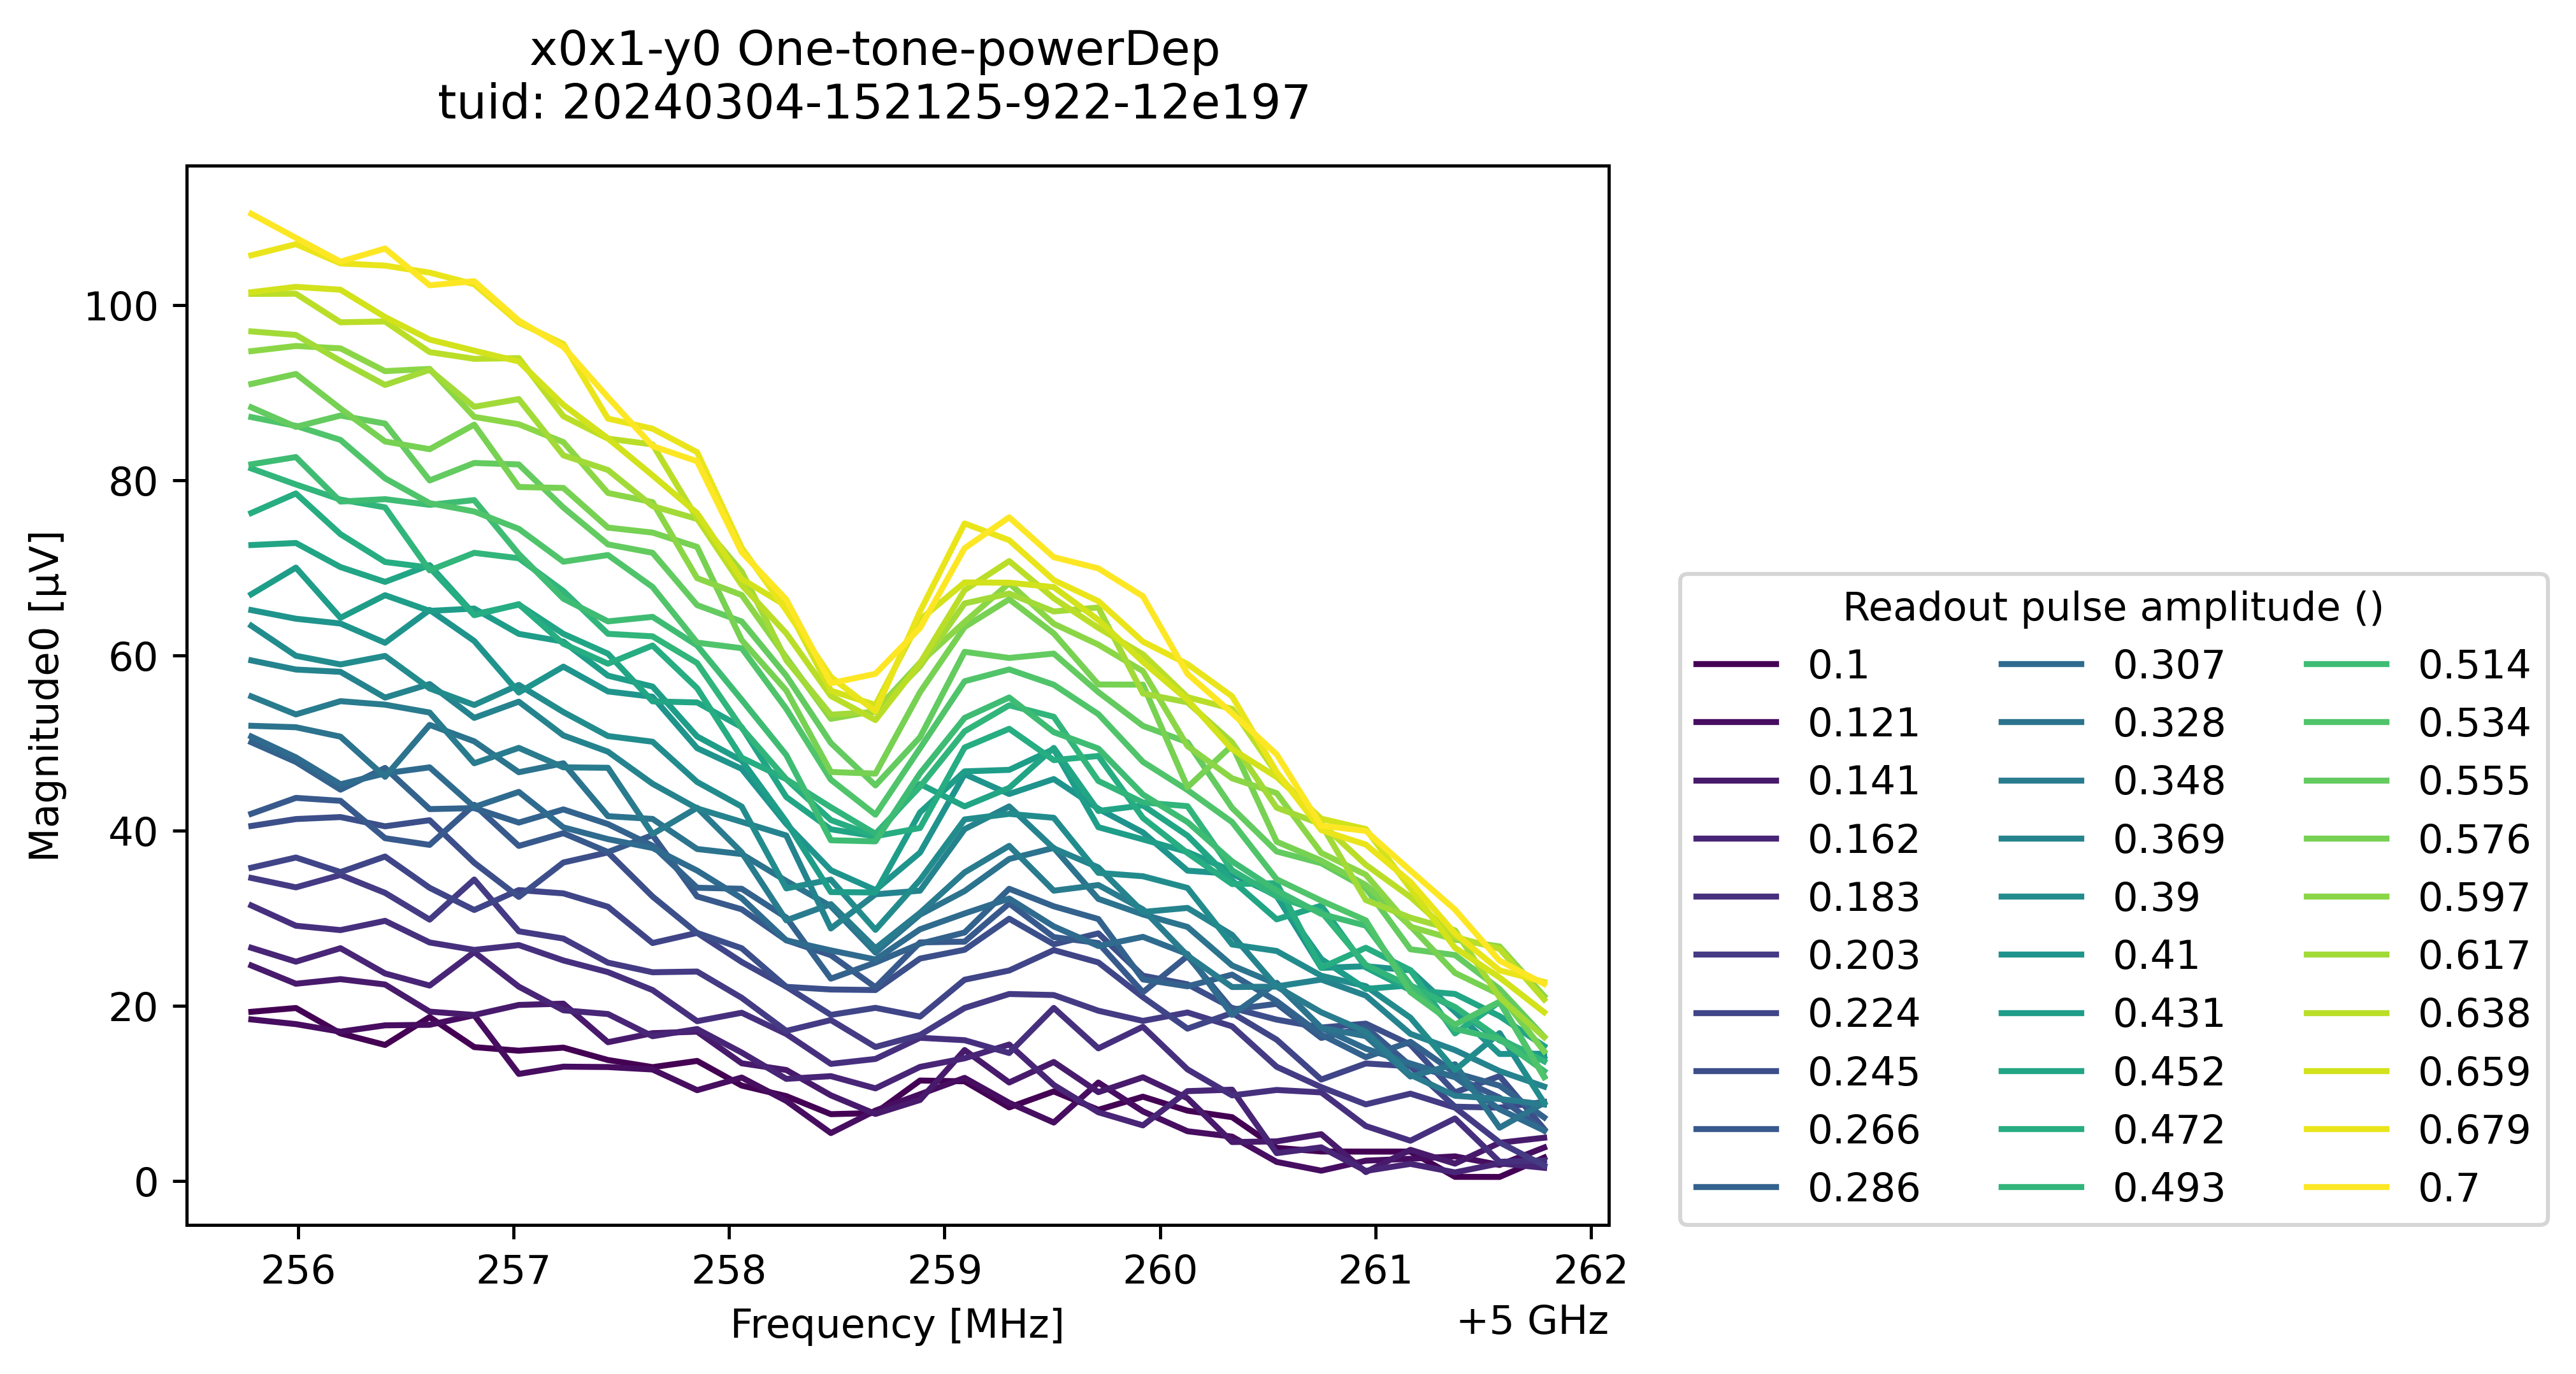 x0x1-y0 One-tone-powerDep
tuid: 20240304-152125-922-12e197
Magnitude0 [µV]
100
80
60
40
20
0
256 257 258 259 260 261 262
Frequency [MHz]
+5 GHz
Readout pulse amplitude ()
0.1 0.307 0.514
0.121 0.328 0.534
0.141 0.348 0.555
0.162 0.369 0.576
0.183 0.39 0.597
0.203 0.41 0.617
0.224 0.431 0.638
0.245 0.452 0.659
0.266 0.472 0.679
0.286 0.493 0.7